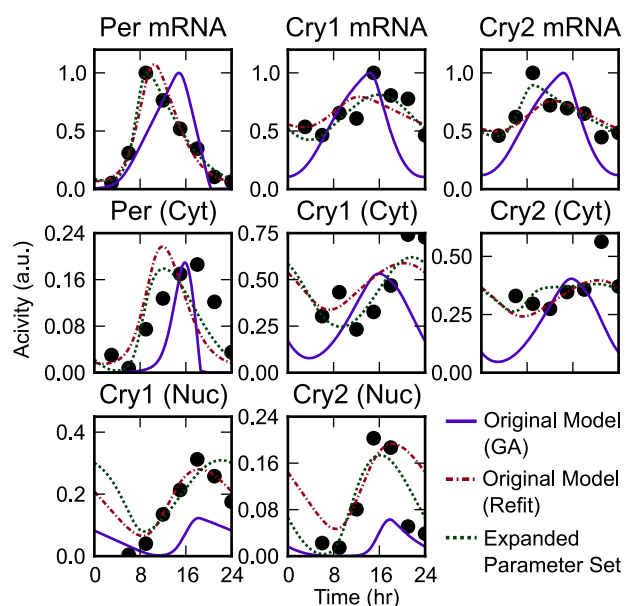 Per mRNA Cry1 mRNA Cry2 mRNA
1.0 1.0 1.0
0.5 0.5 0.5
0.0 0.0 0.0
Per (Cyt) Cry1 (Cyt) Cry2 (Cyt)
0.24 0.75 0.50
0.16 0.50 0.25
0.08 0.25 0.00
0.00 0.00
Acivity (a.u.)
Cry1 (Nuc) Cry2 (Nuc)
0.4 0.24
0.2 0.16
0.0 0.08
0.00
0 8 16 24 0 8 16 24
Time (hr)
Original Model
(GA)
Original Model
(Refit)
Expanded
Parameter Set